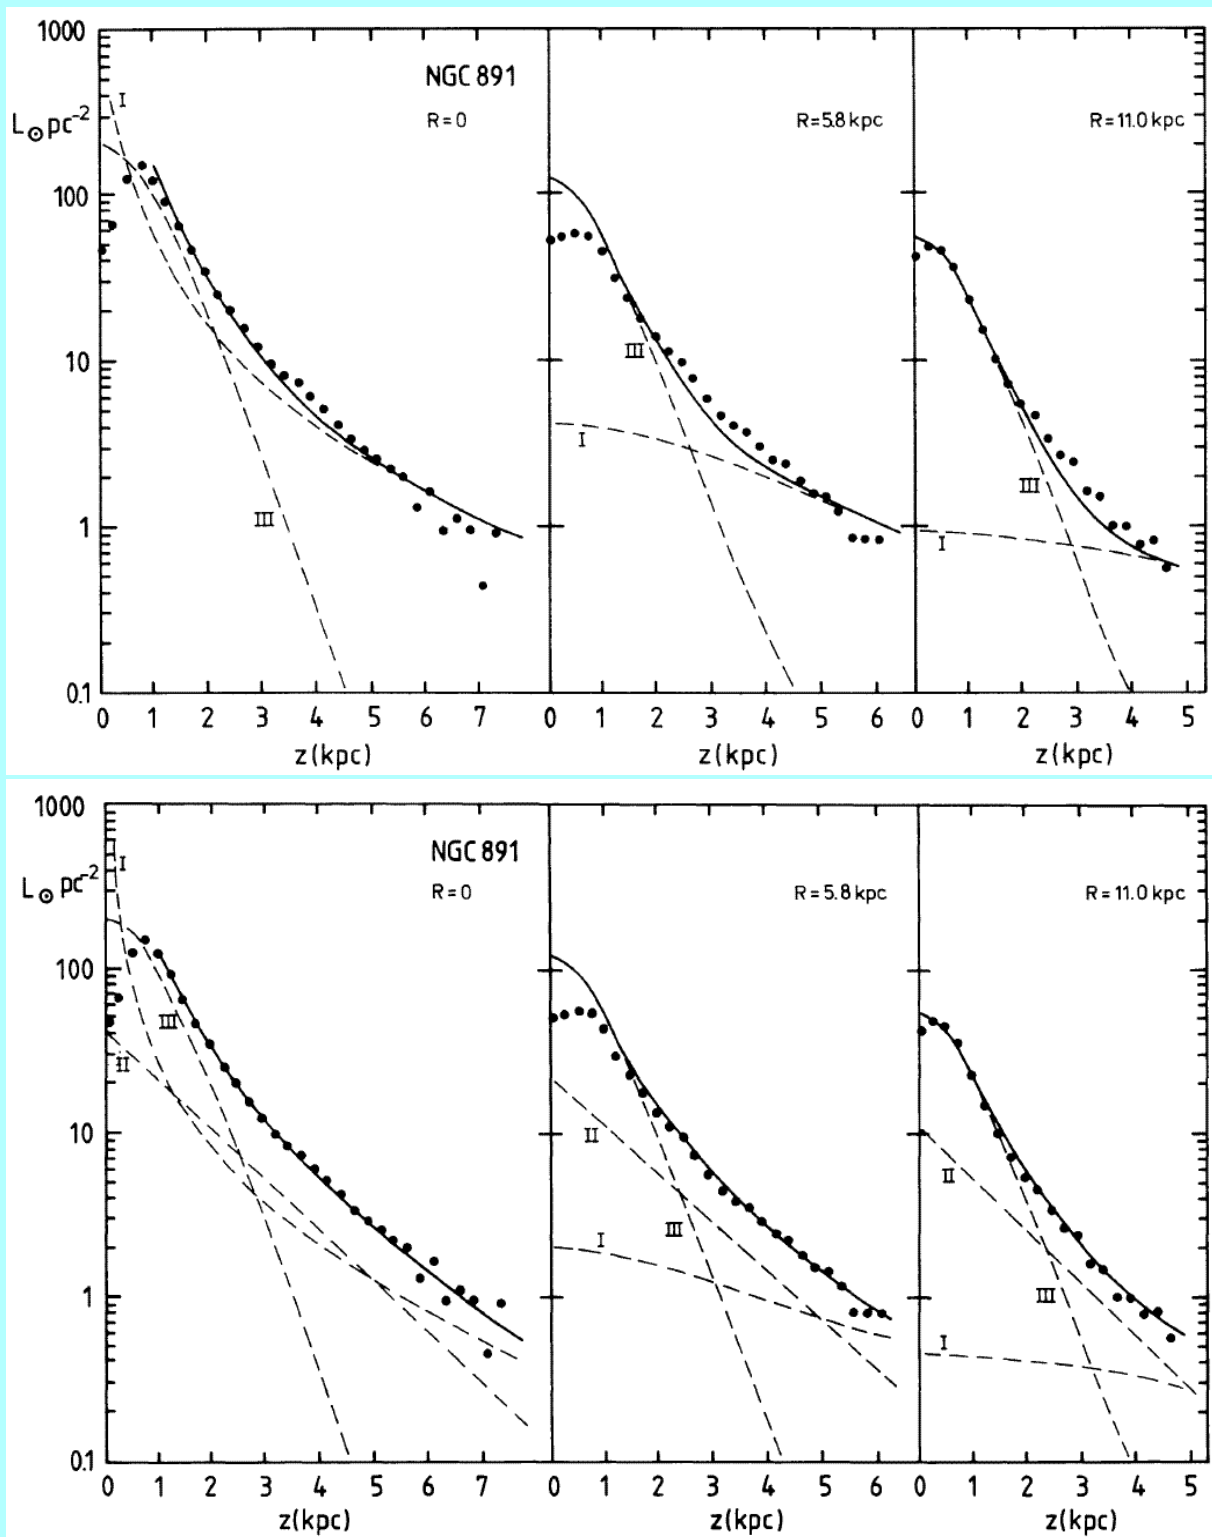 1000
NGC 891
I
L⊙ pc⁻²
R=0
R=5.8 kpc
R=11.0 kpc
100
III
10
I
III
III
1
I
0.1
0 1 2 3 4 5 6 7
0 1 2 3 4 5 6
0 1 2 3 4 5
z(kpc)
z(kpc)
z(kpc)
1000
NGC 891
I
L⊙ pc⁻²
R=0
R=5.8 kpc
R=11.0 kpc
100
III
II
10
II
II
III
I
III
1
I
0.1
0 1 2 3 4 5 6 7
0 1 2 3 4 5 6
0 1 2 3 4 5
z(kpc)
z(kpc)
z(kpc)